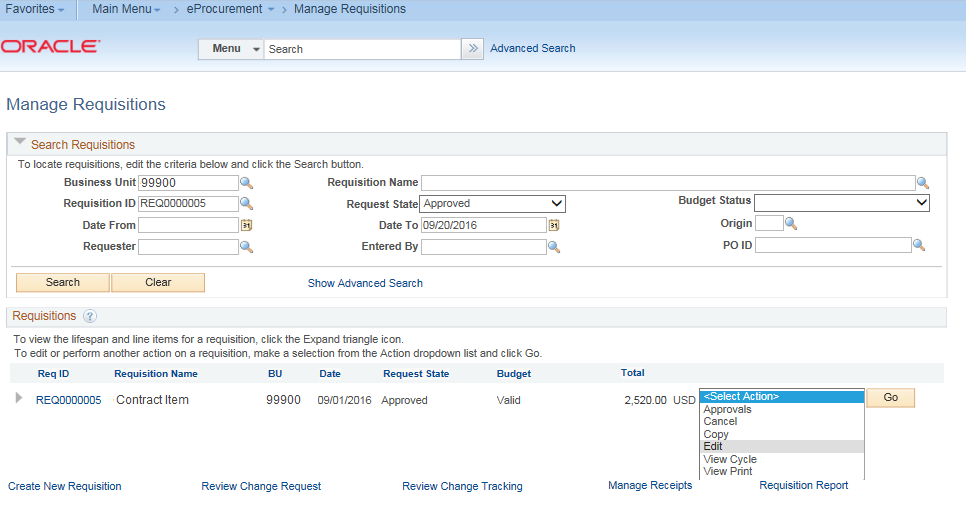 Favorites Main Menu > eProcurement > Manage Requisitions
ORACLE Menu Search Advanced Search
Manage Requisitions
Search Requisitions
To locate requisitions, edit the criteria below and click the Search button.
Business Unit 99900 Requisition Name
Requisition ID REQ0000005 Request State Approved Budget Status
Date From 31 Date To 09/20/2016 31 Origin
Requester Entered By PO ID
Search Clear Show Advanced Search
Requisitions ?
To view the lifespan and line items for a requisition, click the Expand triangle icon.
To edit or perform another action on a requisition, make a selection from the Action dropdown list and click Go.
Req ID Requisition Name BU Date Request State Budget Total
REQ0000005 Contract Item 99900 09/01/2016 Approved Valid 2,520.00 USD <Select Action> Go
Approvals
Cancel
Copy
Edit
View Cycle
View Print
Create New Requisition Review Change Request Review Change Tracking Manage Receipts Requisition Report